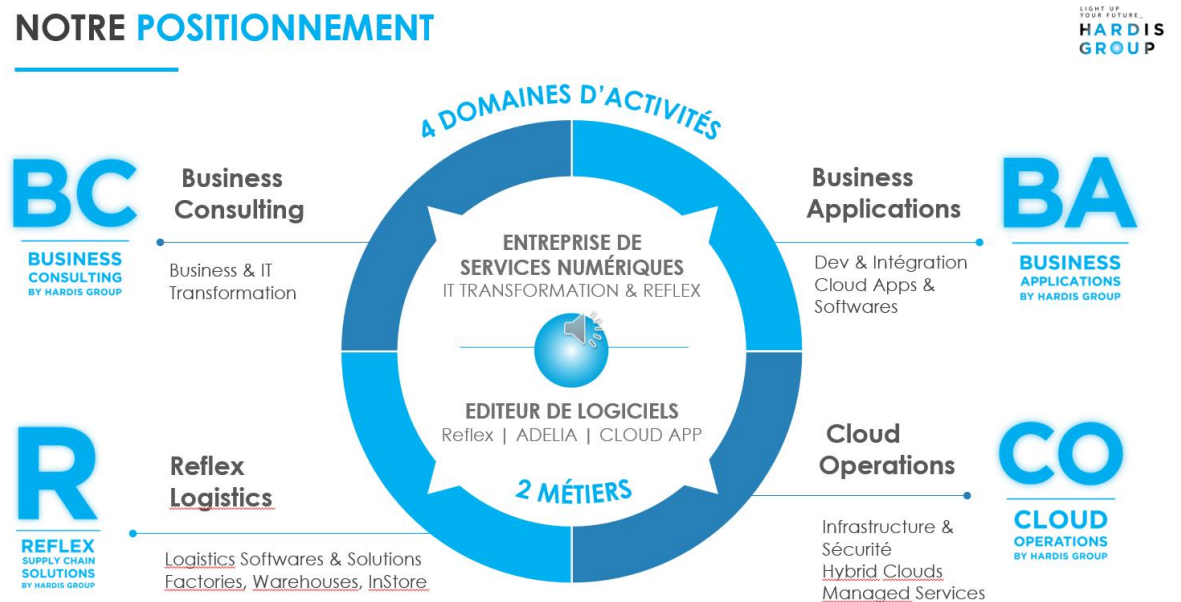 NOTRE POSITIONNEMENT
LIGHT UP
YOUR FUTURE_
HARDIS
GROUP
4 DOMAINES D'ACTIVITÉS
BC
BUSINESS
CONSULTING
BY HARDIS GROUP
Business
Consulting
Business & IT
Transformation
ENTREPRISE DE
SERVICES NUMÉRIQUES
IT TRANSFORMATION & REFLEX
Business
Applications
Dev & Intégration
Cloud Apps &
Softwares
BA
BUSINESS
APPLICATIONS
BY HARDIS GROUP
EDITEUR DE LOGICIELS
Reflex | ADELIA | CLOUD APP
2 MÉTIERS
R
REFLEX
SUPPLY CHAIN
SOLUTIONS
BY HARDIS GROUP
Reflex
Logistics
Logistics Softwares & Solutions
Factories, Warehouses, InStore
Cloud
Operations
Infrastructure &
Sécurité
Hybrid Clouds
Managed Services
CO
CLOUD
OPERATIONS
BY HARDIS GROUP